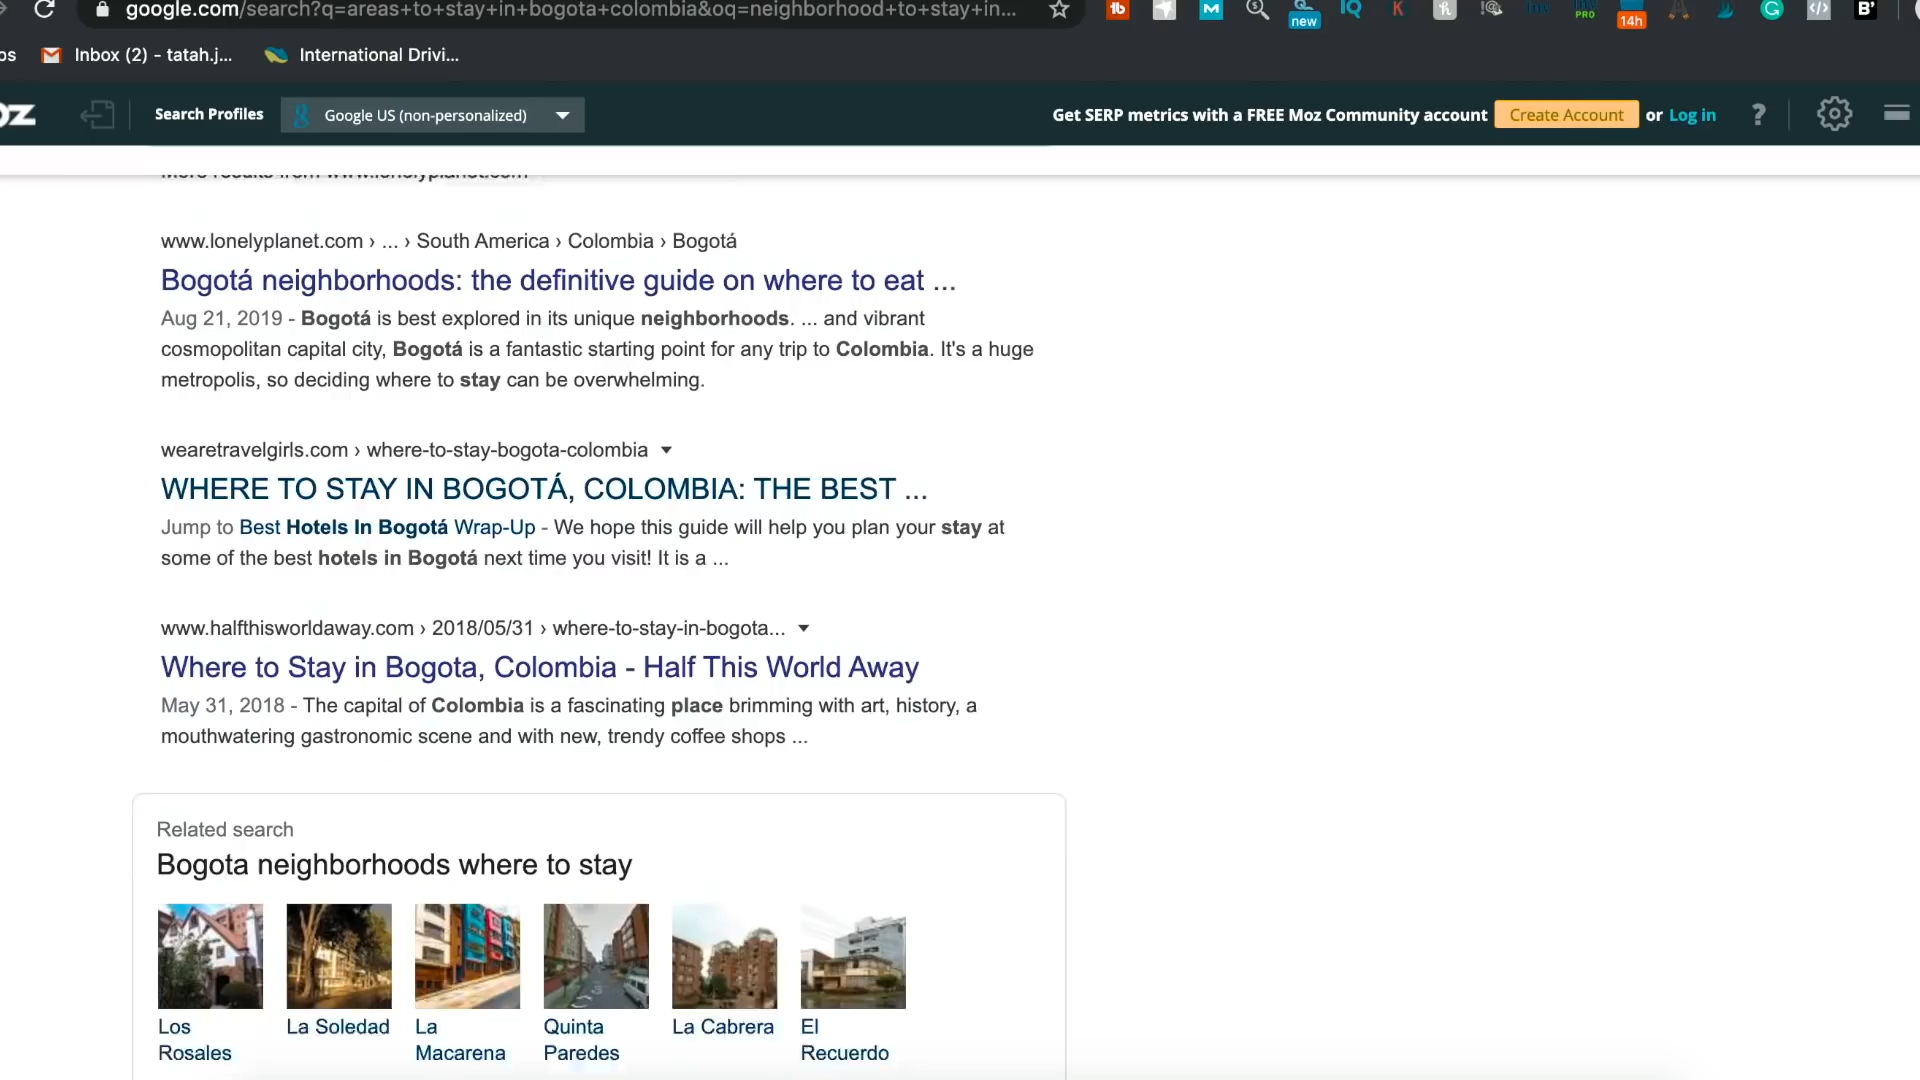 google.com/search?q=areas+to+stay+in+bogota+colombia&oq=neighborhood+to+stay+in...
new
PRO
14h
Inbox (2) - tatah.j...
International Drivi...
Search Profiles
Google US (non-personalized)
Get SERP metrics with a FREE Moz Community account
Create Account
or
Log in
?
More results from www.lonelyplanet.com
www.lonelyplanet.com › ... › South America › Colombia › Bogotá
Bogotá neighborhoods: the definitive guide on where to eat ...
Aug 21, 2019 - Bogotá is best explored in its unique neighborhoods. ... and vibrant
cosmopolitan capital city, Bogotá is a fantastic starting point for any trip to Colombia. It's a huge
metropolis, so deciding where to stay can be overwhelming.
wearetravelgirls.com › where-to-stay-bogota-colombia
WHERE TO STAY IN BOGOTÁ, COLOMBIA: THE BEST ...
Jump to Best Hotels In Bogotá Wrap-Up - We hope this guide will help you plan your stay at
some of the best hotels in Bogotá next time you visit! It is a ...
www.halfthisworldaway.com › 2018/05/31 › where-to-stay-in-bogota...
Where to Stay in Bogota, Colombia - Half This World Away
May 31, 2018 - The capital of Colombia is a fascinating place brimming with art, history, a
mouthwatering gastronomic scene and with new, trendy coffee shops ...
Related search
Bogota neighborhoods where to stay
Los Rosales
La Soledad
La Macarena
Quinta Paredes
La Cabrera
El Recuerdo